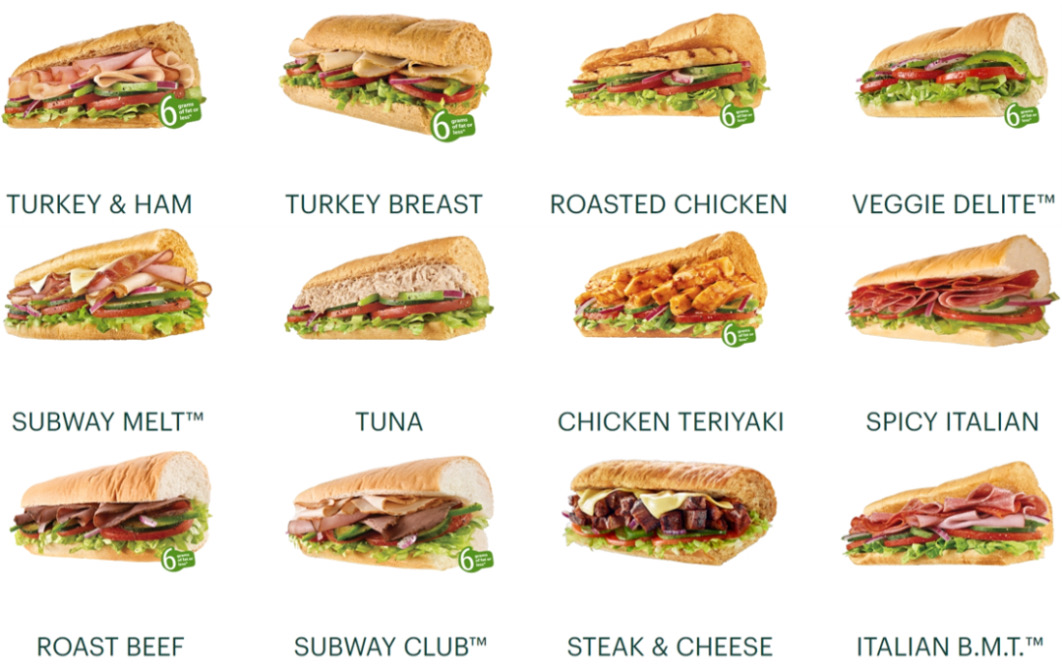 6 grams of fat or less*
6 grams of fat or less*
6 grams of fat or less*
6 grams of fat or less*
TURKEY & HAM
TURKEY BREAST
ROASTED CHICKEN
VEGGIE DELITE™
6 grams of fat or less*
SUBWAY MELT™
TUNA
CHICKEN TERIYAKI
SPICY ITALIAN
6 grams of fat or less*
6 grams of fat or less*
ROAST BEEF
SUBWAY CLUB™
STEAK & CHEESE
ITALIAN B.M.T.™